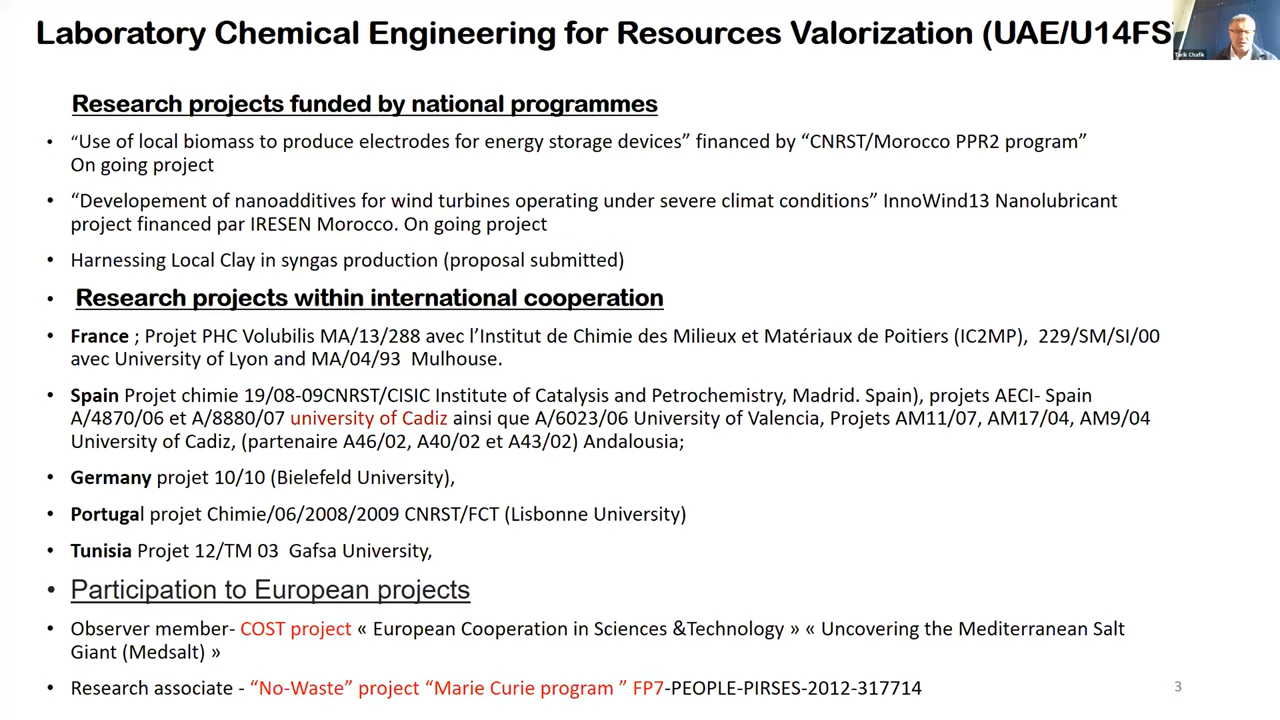 Laboratory Chemical Engineering for Resources Valorization (UAE/U14FS
Tarik Chafik
Research projects funded by national programmes
• “Use of local biomass to produce electrodes for energy storage devices” financed by “CNRST/Morocco PPR2 program”
On going project
• “Developement of nanoadditives for wind turbines operating under severe climat conditions” InnoWind13 Nanolubricant
project financed par IRESEN Morocco. On going project
• Harnessing Local Clay in syngas production (proposal submitted)
• Research projects within international cooperation
• France ; Projet PHC Volubilis MA/13/288 avec l’Institut de Chimie des Milieux et Matériaux de Poitiers (IC2MP), 229/SM/SI/00
avec University of Lyon and MA/04/93 Mulhouse.
• Spain Projet chimie 19/08-09CNRST/CISIC Institute of Catalysis and Petrochemistry, Madrid. Spain), projets AECI- Spain
A/4870/06 et A/8880/07 university of Cadiz ainsi que A/6023/06 University of Valencia, Projets AM11/07, AM17/04, AM9/04
University of Cadiz, (partenaire A46/02, A40/02 et A43/02) Andalousia;
• Germany projet 10/10 (Bielefeld University),
• Portugal projet Chimie/06/2008/2009 CNRST/FCT (Lisbonne University)
• Tunisia Projet 12/TM 03 Gafsa University,
• Participation to European projects
• Observer member- COST project « European Cooperation in Sciences &Technology » « Uncovering the Mediterranean Salt
Giant (Medsalt) »
• Research associate - “No-Waste” project “Marie Curie program ” FP7-PEOPLE-PIRSES-2012-317714
3